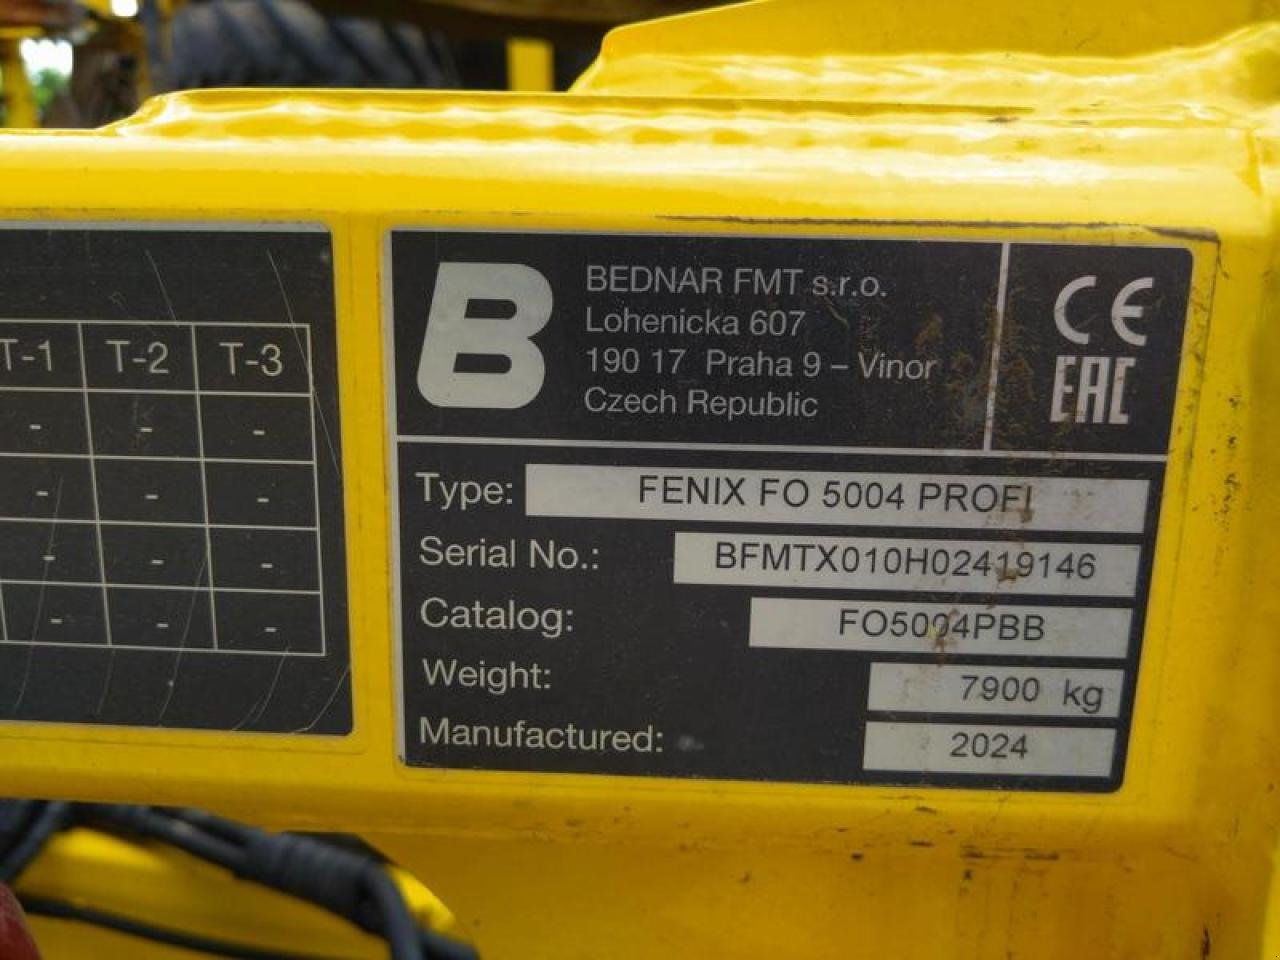 T-1 T-2 T-3
- - -
- - -
- - -
- - -
B
BEDNAR FMT s.r.o.
Lohenicka 607
190 17 Praha 9 – Vinor
Czech Republic
CE
EAC
Type: FENIX FO 5004 PROFI
Serial No.: BFMTX010H02419146
Catalog: FO5004PBB
Weight: 7900 kg
Manufactured: 2024